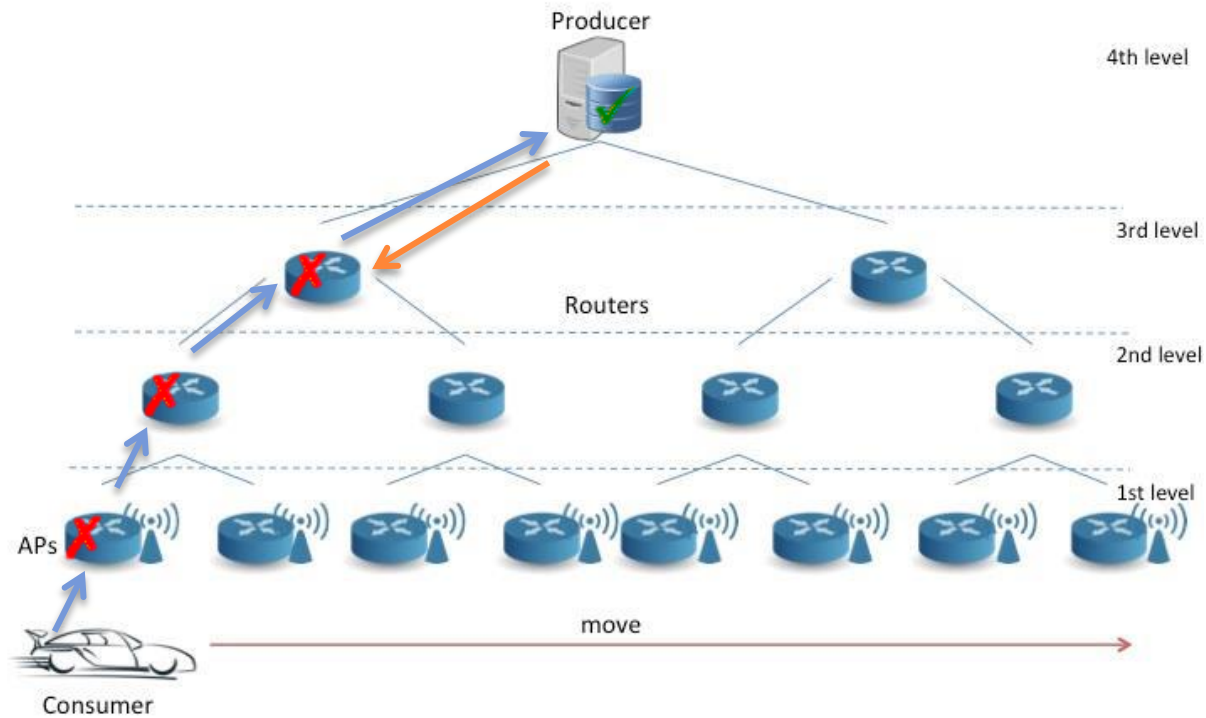 Producer
4th level
3rd level
Routers
2nd level
1st level
APs
move
Consumer